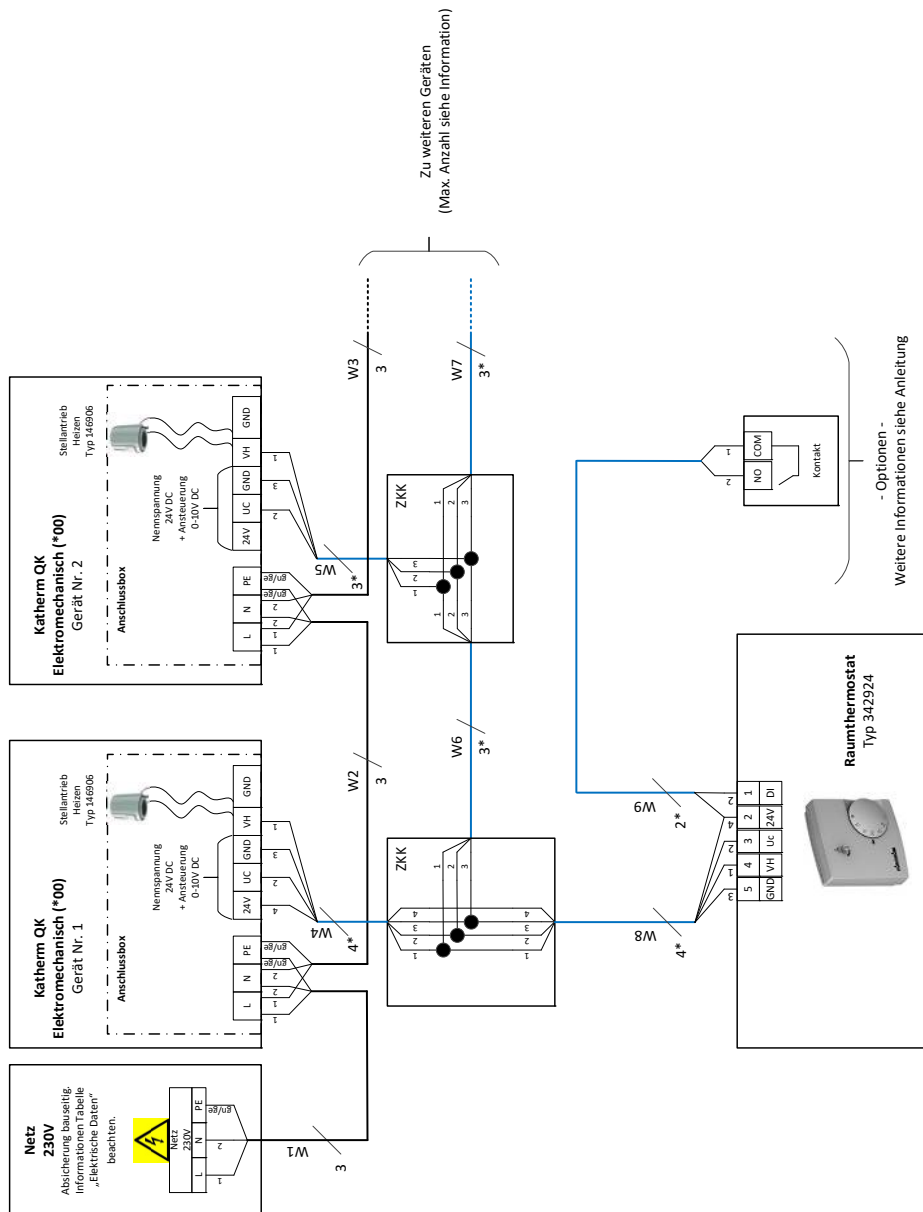 Netz
230V
Absicherung bauseitig.
Informationen Tabelle
„Elektrische Daten“
beachten.
Netz
230V
L
N
PE
1
2
gn/ge
W1
3
Katherm QK
Elektromechanisch (*00)
Gerät Nr. 1
Anschlussbox
Stellantrieb
Heizen
Typ 146906
Nennspannung
24V DC
+ Ansteuerung
0-10V DC
L
N
PE
24V
UC
GND
VH
GND
1
1
2
2
gn/ge
gn/ge
4
2
3
1
W4
4*
W2
3
Katherm QK
Elektromechanisch (*00)
Gerät Nr. 2
Anschlussbox
Stellantrieb
Heizen
Typ 146906
Nennspannung
24V DC
+ Ansteuerung
0-10V DC
L
N
PE
24V
UC
GND
VH
GND
1
1
2
2
gn/ge
gn/ge
2
3
1
W5
3*
W3
3
Zu weiteren Geräten
(Max. Anzahl siehe Information)
ZKK
1
2
3
4
1
2
3
1
2
3
4
W6
3*
ZKK
1
2
3
1
2
3
1
2
3
W7
3*
W8
4*
W9
2*
3
1
2
4
2
5
4
3
2
1
GND
VH
Uc
24V
DI
Raumthermostat
Typ 342924
2
1
NO
COM
Kontakt
- Optionen -
Weitere Informationen siehe Anleitung